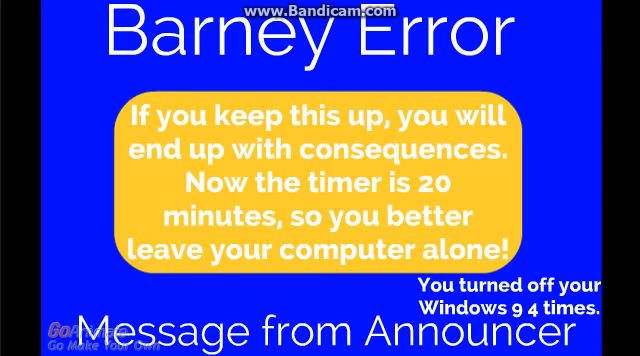 www.Bandicam.com
Barney Error
If you keep this up, you will
end up with consequences.
Now the timer is 20
minutes, so you better
leave your computer alone!
You turned off your
Windows 9 4 times.
GoAnimate
Go Make Your Own
Message from Announcer